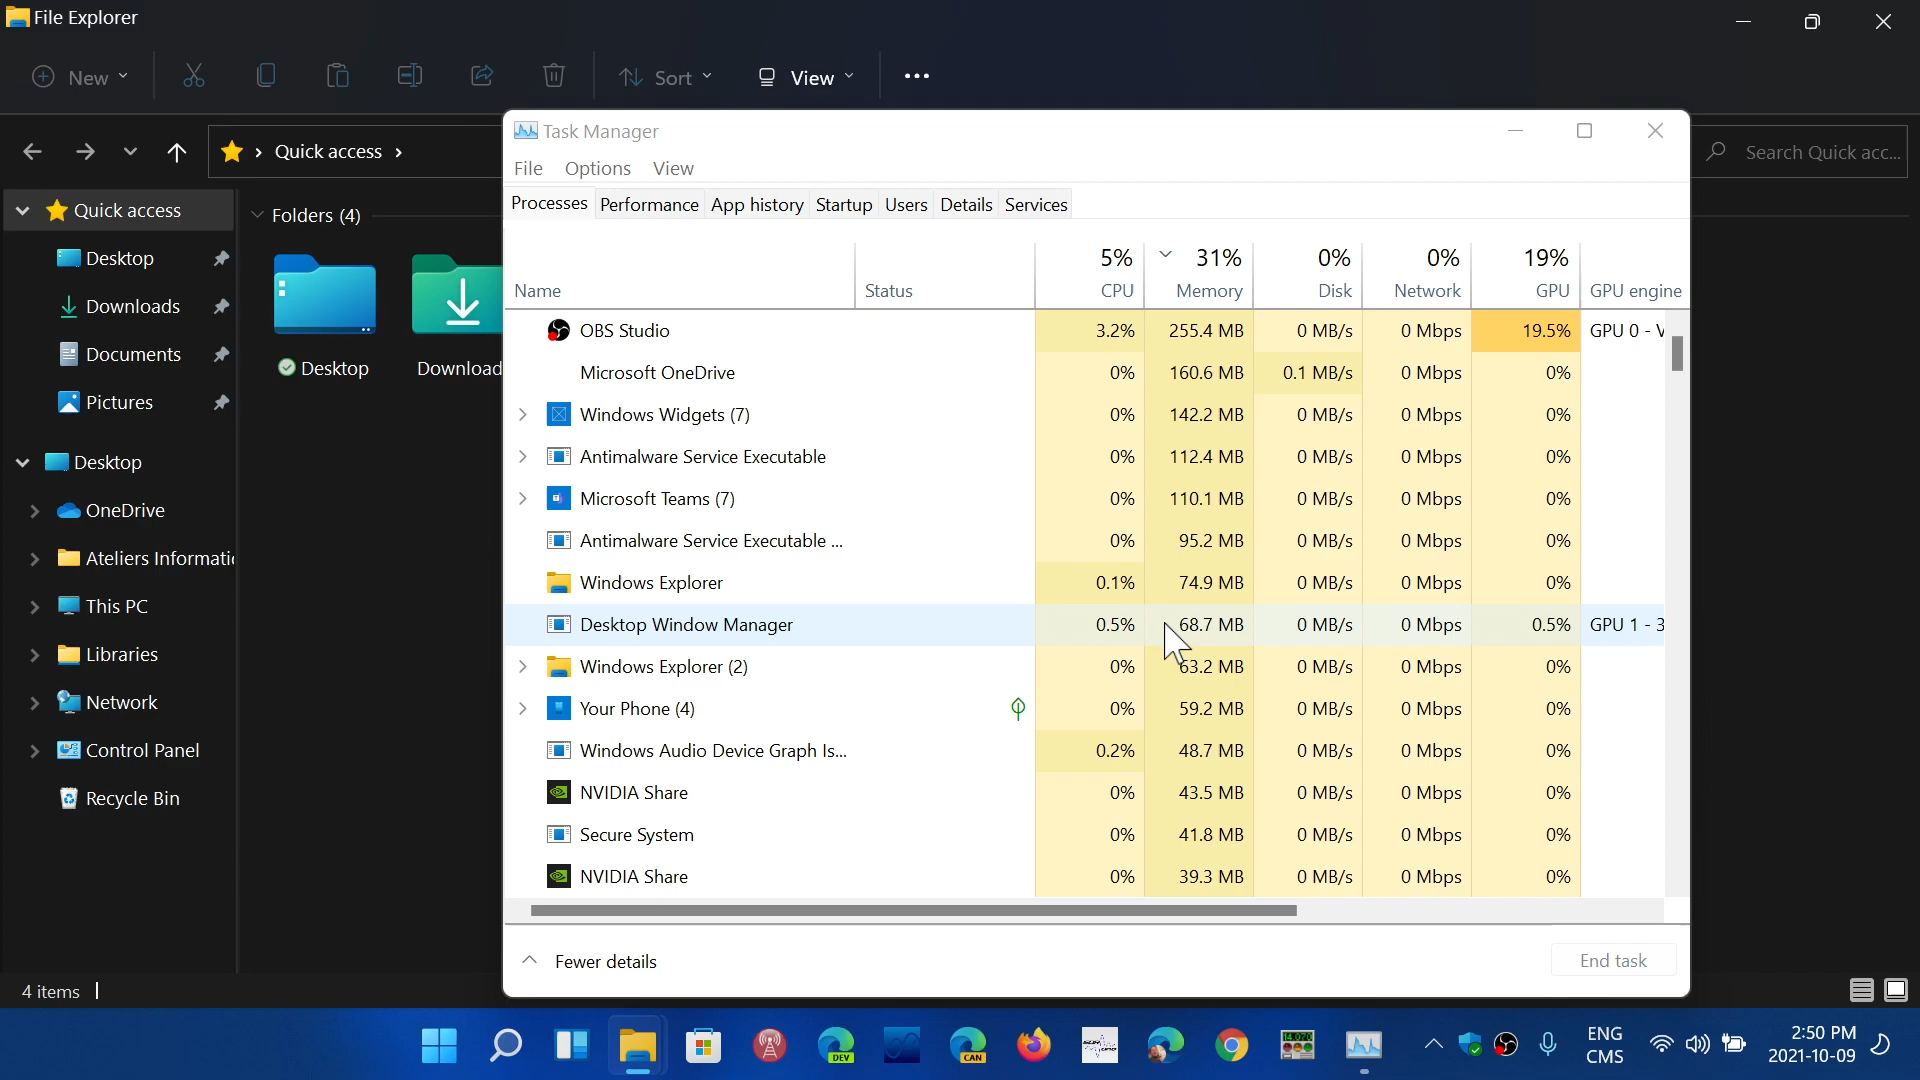 File Explorer
New
Sort
View
Quick access
Search Quick acc...
Quick access
Desktop
Downloads
Documents
Pictures
Desktop
OneDrive
Ateliers Informati
This PC
Libraries
Network
Control Panel
Recycle Bin
Folders (4)
Desktop
Download
4 items
Task Manager
File Options View
Processes Performance App history Startup Users Details Services
5% 31% 0% 0% 19%
Name Status CPU Memory Disk Network GPU GPU engine
OBS Studio 3.2% 255.4 MB 0 MB/s 0 Mbps 19.5% GPU 0 - V
Microsoft OneDrive 0% 160.6 MB 0.1 MB/s 0 Mbps 0%
Windows Widgets (7) 0% 142.2 MB 0 MB/s 0 Mbps 0%
Antimalware Service Executable 0% 112.4 MB 0 MB/s 0 Mbps 0%
Microsoft Teams (7) 0% 110.1 MB 0 MB/s 0 Mbps 0%
Antimalware Service Executable ... 0% 95.2 MB 0 MB/s 0 Mbps 0%
Windows Explorer 0.1% 74.9 MB 0 MB/s 0 Mbps 0%
Desktop Window Manager 0.5% 68.7 MB 0 MB/s 0 Mbps 0.5% GPU 1 - 3
Windows Explorer (2) 0% 63.2 MB 0 MB/s 0 Mbps 0%
Your Phone (4) 0% 59.2 MB 0 MB/s 0 Mbps 0%
Windows Audio Device Graph Is... 0.2% 48.7 MB 0 MB/s 0 Mbps 0%
NVIDIA Share 0% 43.5 MB 0 MB/s 0 Mbps 0%
Secure System 0% 41.8 MB 0 MB/s 0 Mbps 0%
NVIDIA Share 0% 39.3 MB 0 MB/s 0 Mbps 0%
Fewer details
End task
DEV
CAN
ENG
CMS
2:50 PM
2021-10-09